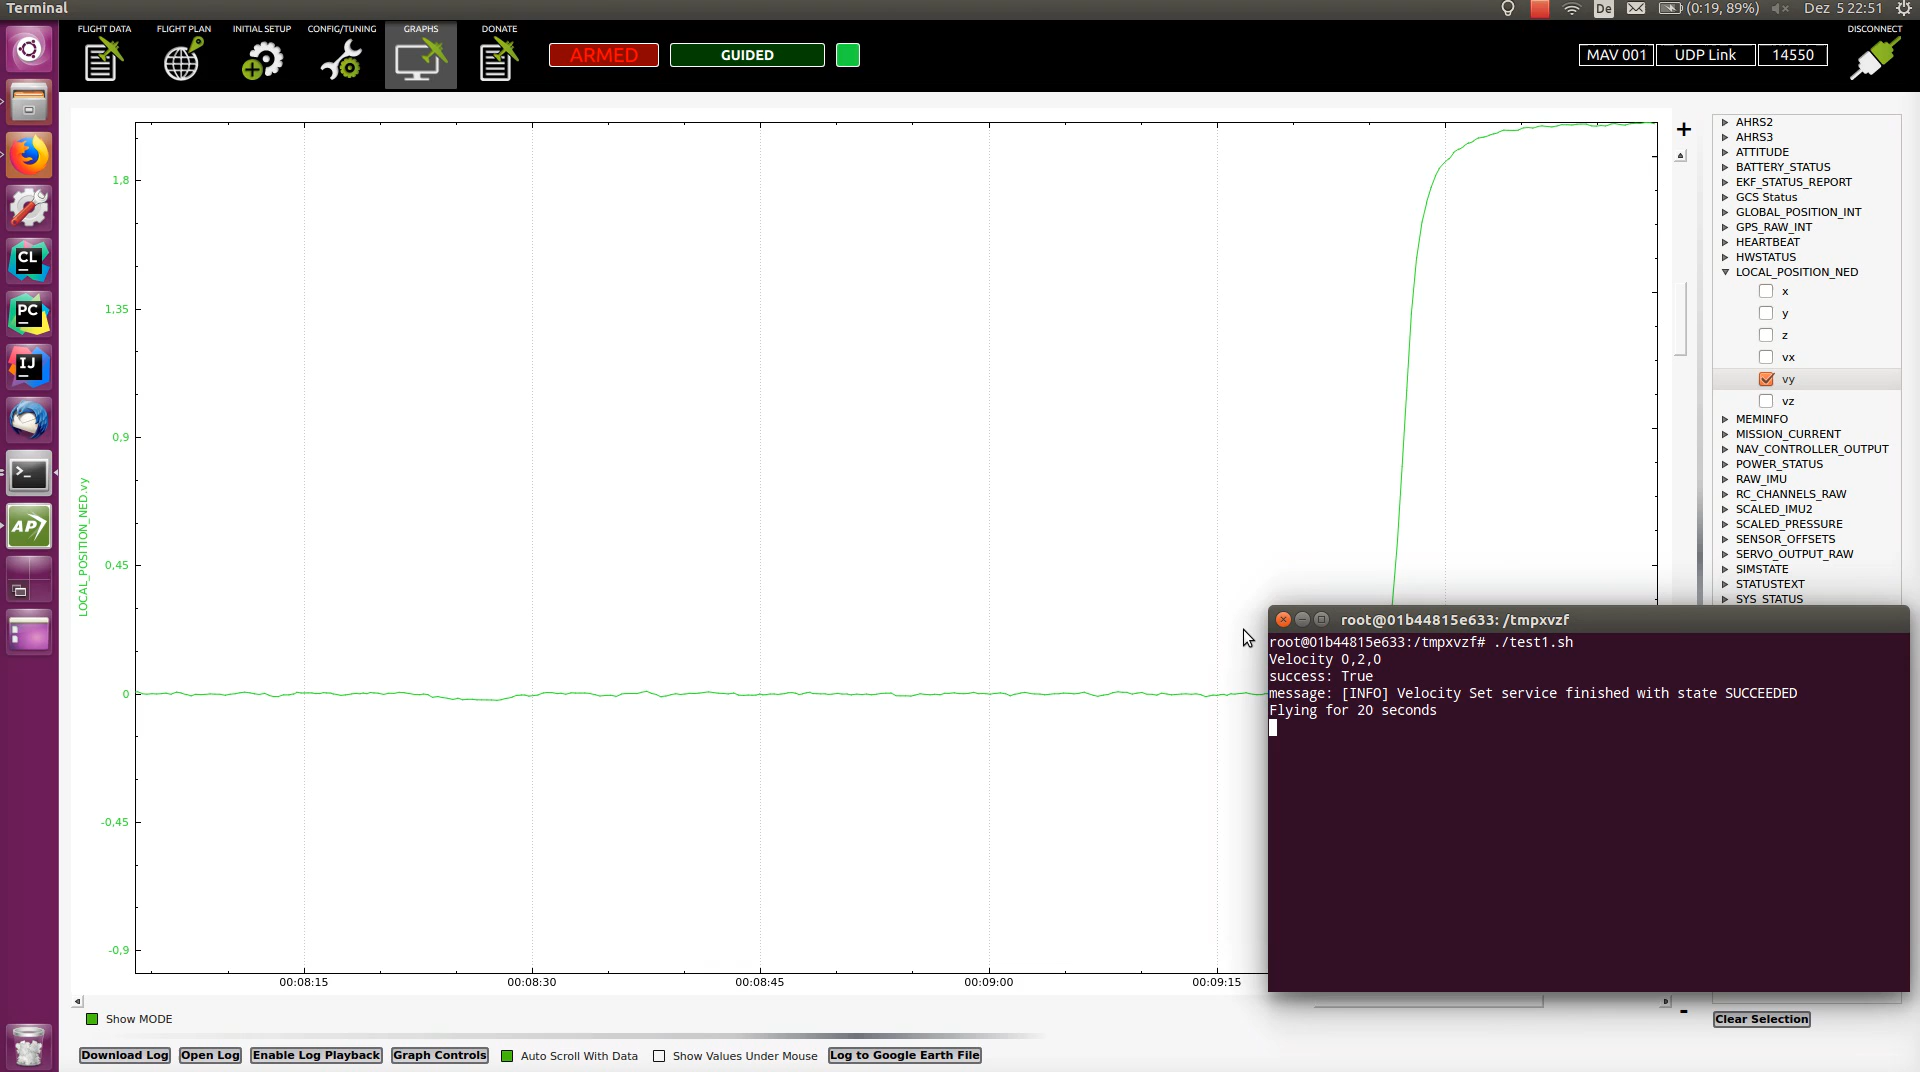 Terminal
De
(0:19, 89%)
Dez 5 22:51
FLIGHT DATA
FLIGHT PLAN
INITIAL SETUP
CONFIG/TUNING
GRAPHS
DONATE
ARMED
GUIDED
MAV 001
UDP Link
14550
DISCONNECT
CL
PC
IJ
>_
AP
LOCAL_POSITION_NED.vy
1,8
1,35
0,9
0,45
0
-0,45
-0,9
00:08:15
00:08:30
00:08:45
00:09:00
00:09:15
+
-
AHRS2
AHRS3
ATTITUDE
BATTERY_STATUS
EKF_STATUS_REPORT
GCS Status
GLOBAL_POSITION_INT
GPS_RAW_INT
HEARTBEAT
HWSTATUS
LOCAL_POSITION_NED
x
y
z
vx
vy
vz
MEMINFO
MISSION_CURRENT
NAV_CONTROLLER_OUTPUT
POWER_STATUS
RAW_IMU
RC_CHANNELS_RAW
SCALED_IMU2
SCALED_PRESSURE
SENSOR_OFFSETS
SERVO_OUTPUT_RAW
SIMSTATE
STATUSTEXT
SYS_STATUS
root@01b44815e633: /tmpxvzf
root@01b44815e633:/tmpxvzf# ./test1.sh
Velocity 0,2,0
success: True
message: [INFO] Velocity Set service finished with state SUCCEEDED
Flying for 20 seconds
Clear Selection
Show MODE
Download Log
Open Log
Enable Log Playback
Graph Controls
Auto Scroll With Data
Show Values Under Mouse
Log to Google Earth File